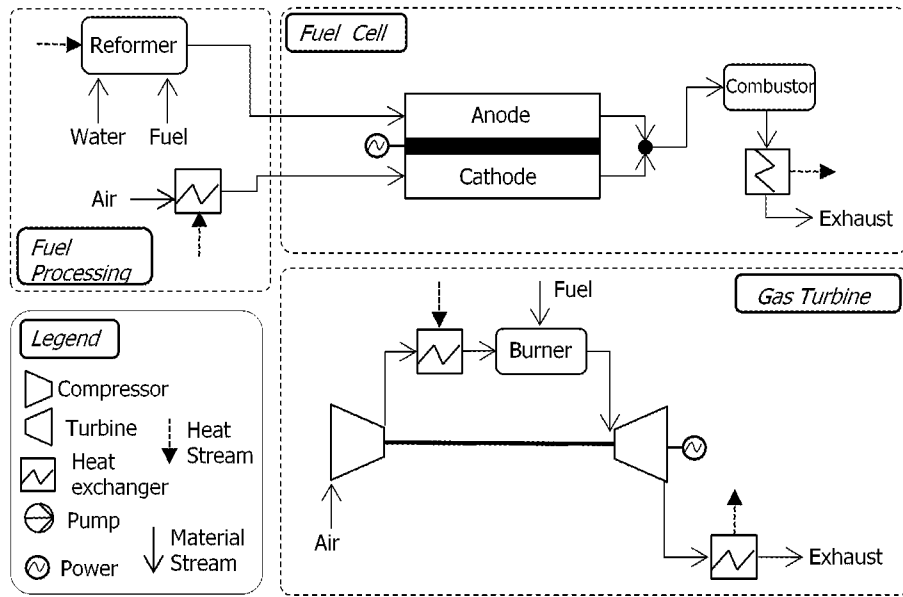 Reformer
Water
Fuel
Air
Fuel
Processing
Fuel Cell
Anode
Cathode
Combustor
Exhaust
Legend
Compressor
Turbine
Heat
exchanger
Pump
Power
Heat
Stream
Material
Stream
Gas Turbine
Fuel
Burner
Air
Exhaust